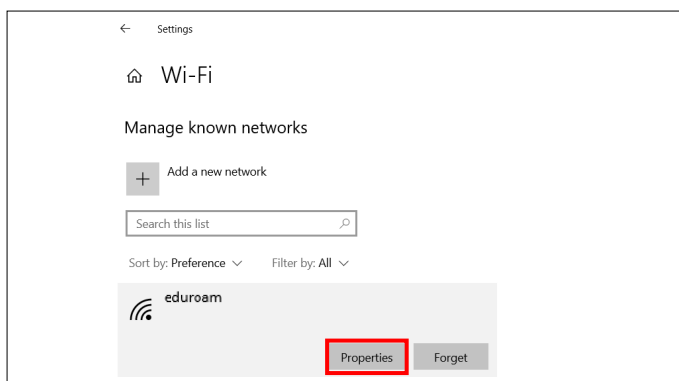 Settings
Wi-Fi
Manage known networks
Add a new network
Search this list
Sort by: Preference Filter by: All
eduroam
Properties Forget